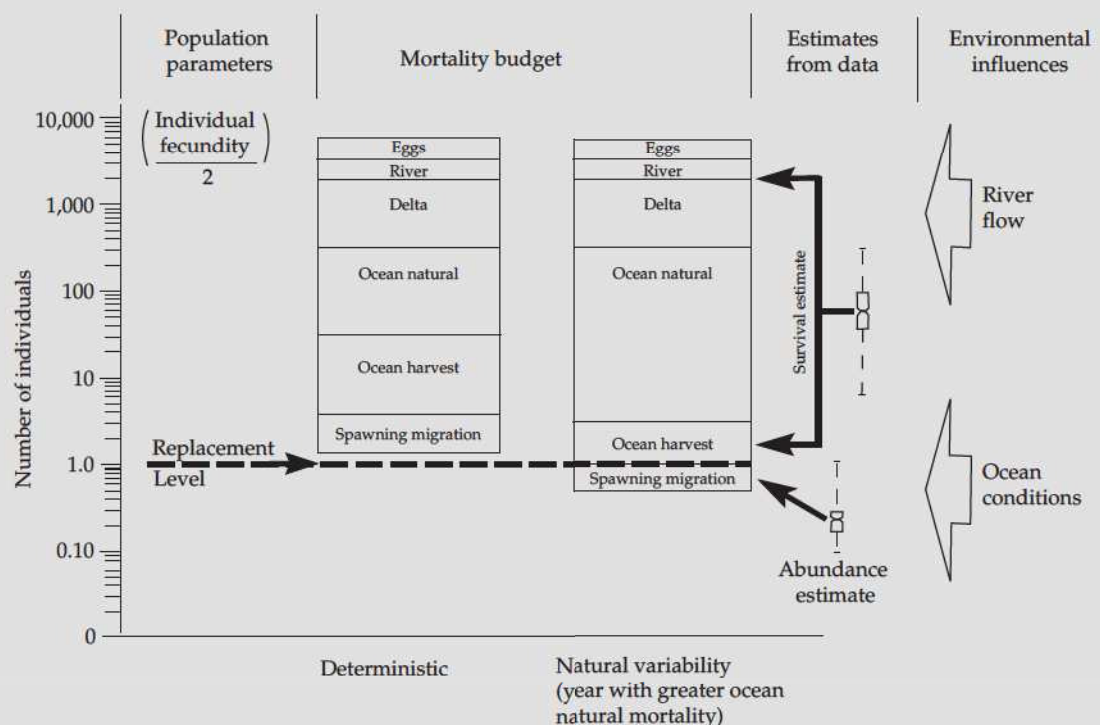 Population
parameters
Mortality budget
Estimates
from data
Environmental
influences
Number of individuals
10,000
1,000
100
10
1.0
0.10
0
( Individual
fecundity )
2
Replacement
Level
Eggs
River
Delta
Ocean natural
Ocean harvest
Spawning migration
Eggs
River
Delta
Ocean natural
Ocean harvest
Spawning migration
Survival estimate
Abundance
estimate
River
flow
Ocean
conditions
Deterministic
Natural variability
(year with greater ocean
natural mortality)